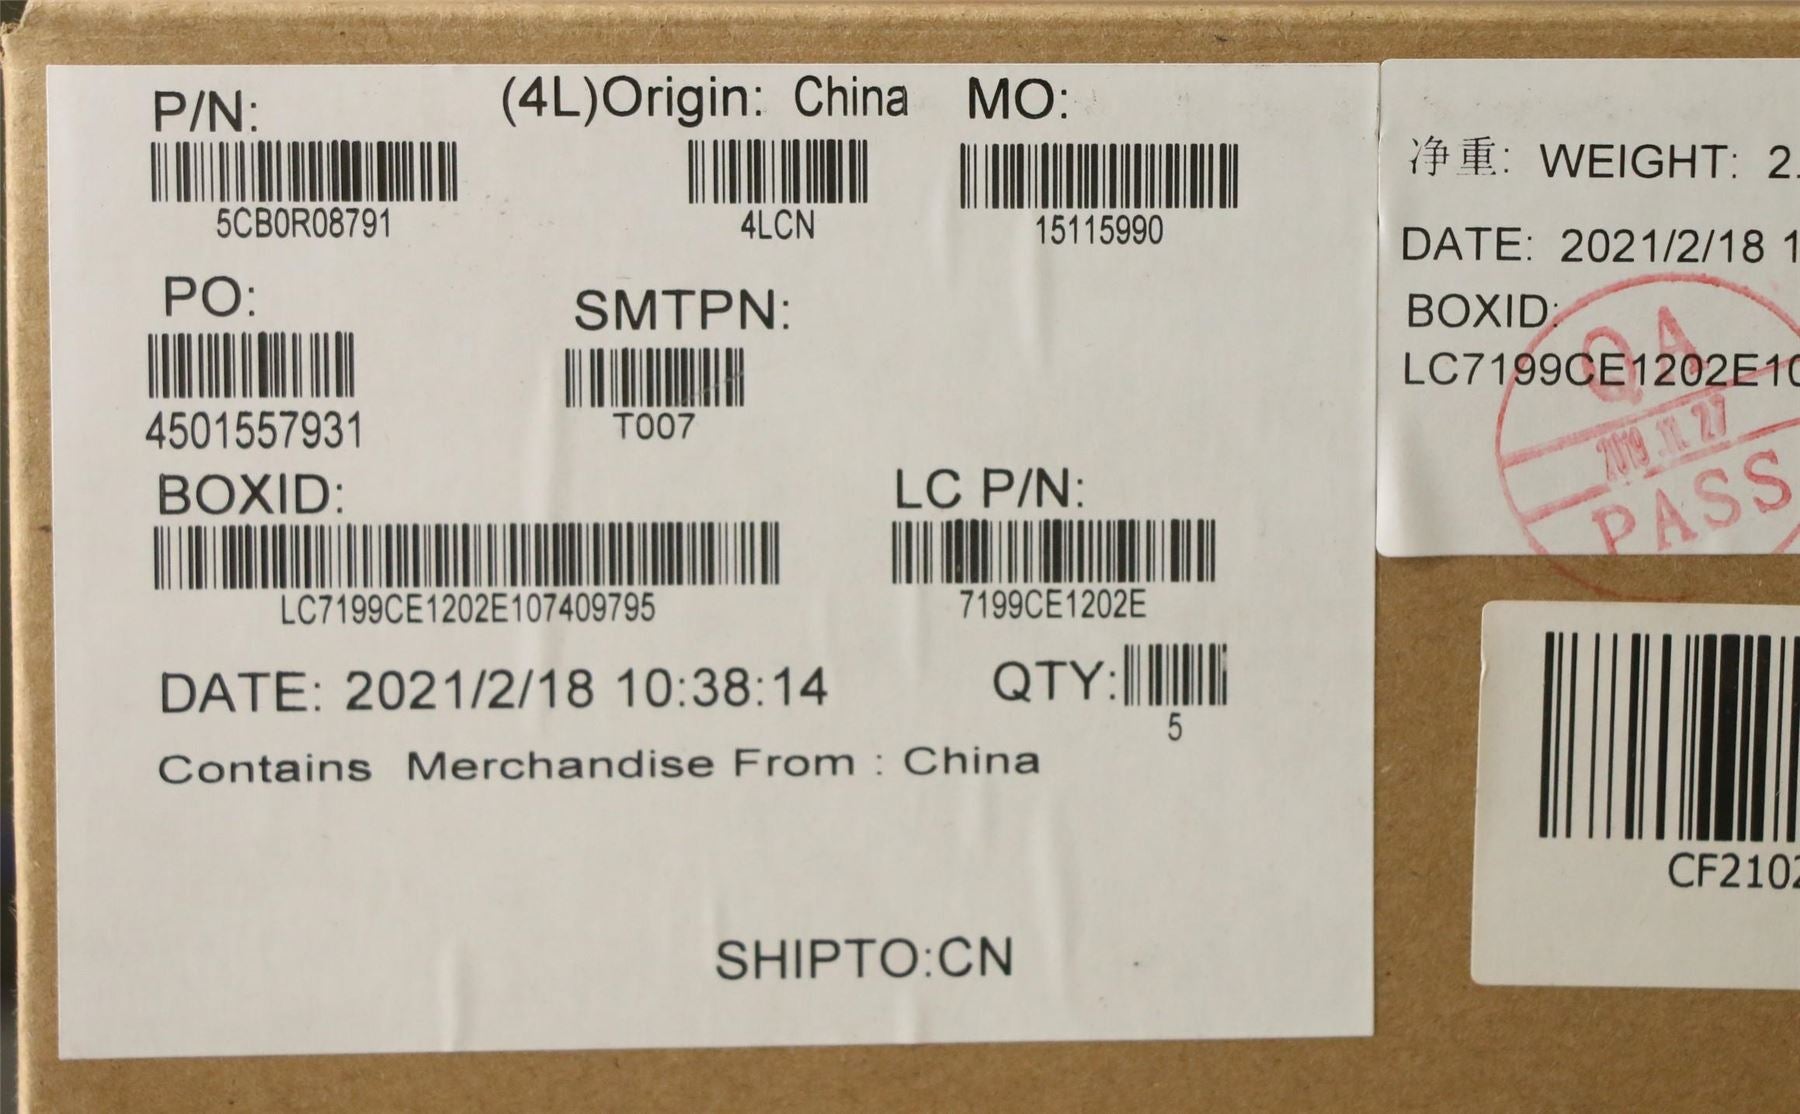 P/N:
(4L)Origin: China
MO:
5CB0R08791
4LCN
15115990
PO:
SMTPN:
4501557931
T007
BOXID:
LC P/N:
LC7199CE1202E107409795
7199CE1202E
DATE: 2021/2/18 10:38:14
QTY:
5
Contains Merchandise From : China
SHIPTO:CN
净重: WEIGHT: 2.
DATE: 2021/2/18 1
BOXID:
LC7199CE1202E10
QA
2019.11.27
PASS
CF2102